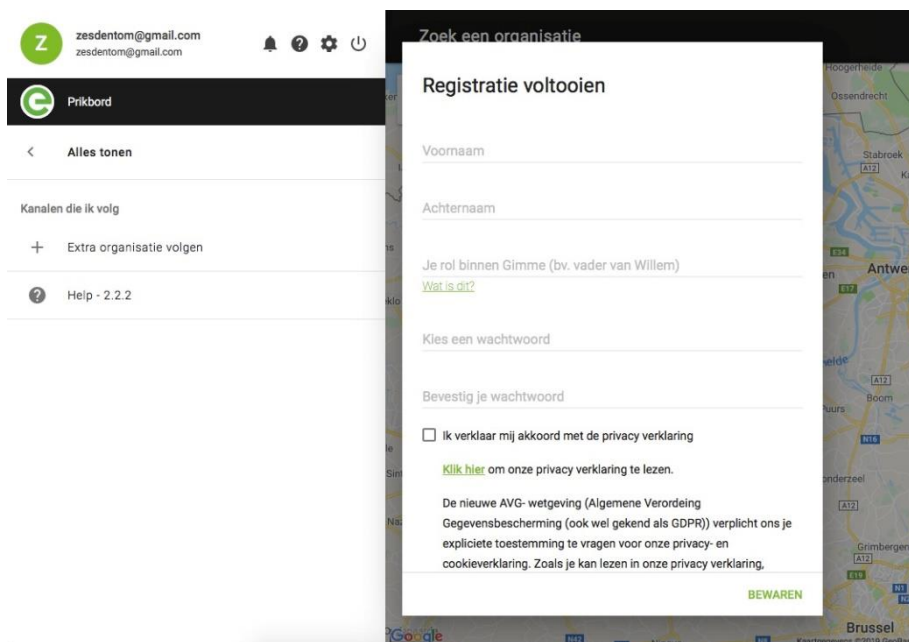 Z
zesdentom@gmail.com
zesdentom@gmail.com
Prikbord
Alles tonen
Kanalen die ik volg
Extra organisatie volgen
Help - 2.2.2
Zoek een organisatie
Registratie voltooien
Voornaam
Achternaam
Je rol binnen Gimme (bv. vader van Willem)
Wat is dit?
Kies een wachtwoord
Bevestig je wachtwoord
Ik verklaar mij akkoord met de privacy verklaring
Klik hier om onze privacy verklaring te lezen.
De nieuwe AVG- wetgeving (Algemene Verordeing
Gegevensbescherming (ook wel gekend als GDPR)) verplicht ons je
expliciete toestemming te vragen voor onze privacy- en
cookieverklaring. Zoals je kan lezen in onze privacy verklaring,
BEWAREN
Hoogerheide
Ossendrecht
Stabroek
A12
E34
Antwe
E17
A12
Boom
Puurs
N16
A12
Grimbergen
A12
E19
N1
Brussel
N42
Google